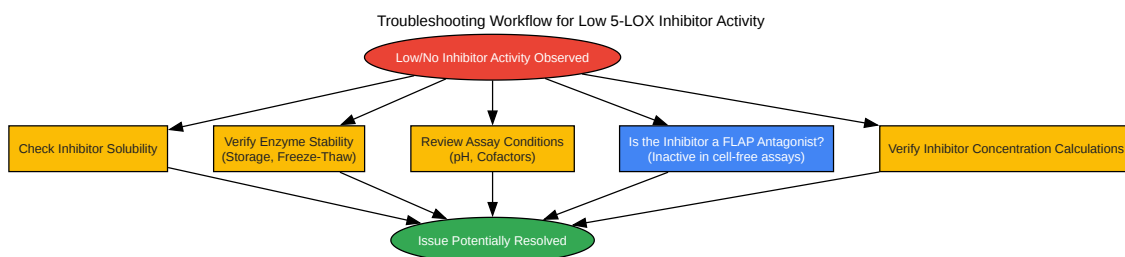 Troubleshooting Workflow for Low 5-LOX Inhibitor Activity
Low/No Inhibitor Activity Observed
Check Inhibitor Solubility
Verify Enzyme Stability
(Storage, Freeze-Thaw)
Review Assay Conditions
(pH, Cofactors)
Is the Inhibitor a FLAP Antagonist?
(Inactive in cell-free assays)
Verify Inhibitor Concentration Calculations
Issue Potentially Resolved